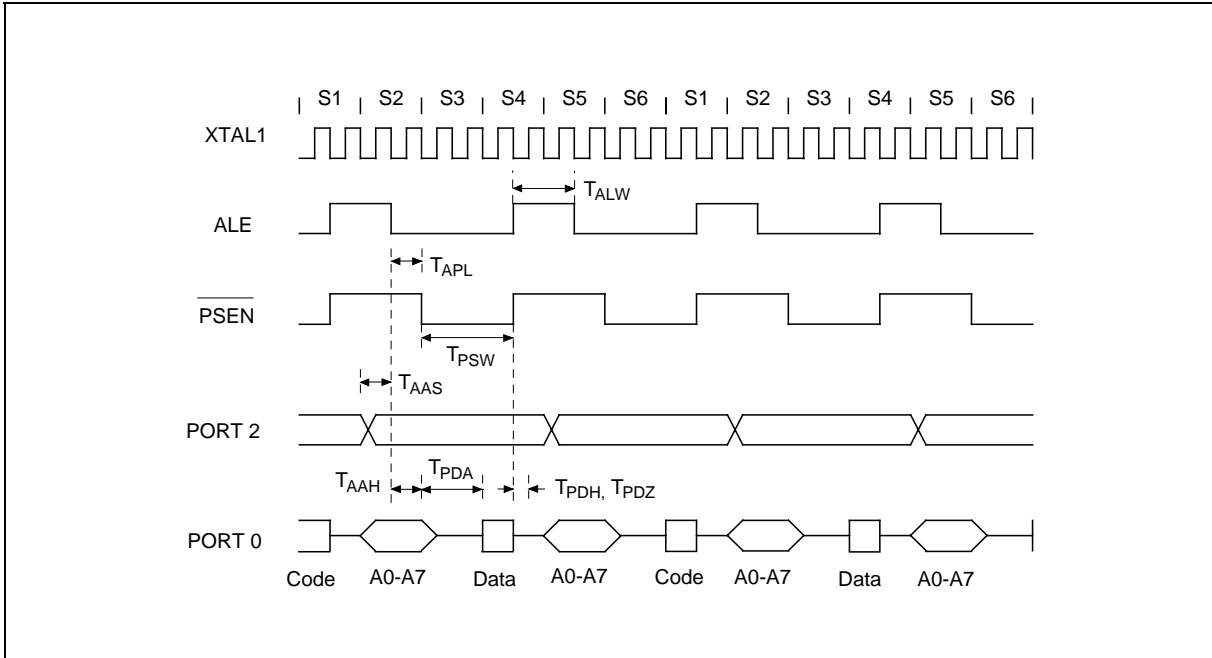 S1 S2 S3 S4 S5 S6 S1 S2 S3 S4 S5 S6
XTAL1
TALW
ALE
TAPL
PSEN
TPSW
TAAS
PORT 2
TAAH TPDA TPDH, TPDZ
PORT 0
Code A0-A7 Data A0-A7 Code A0-A7 Data A0-A7